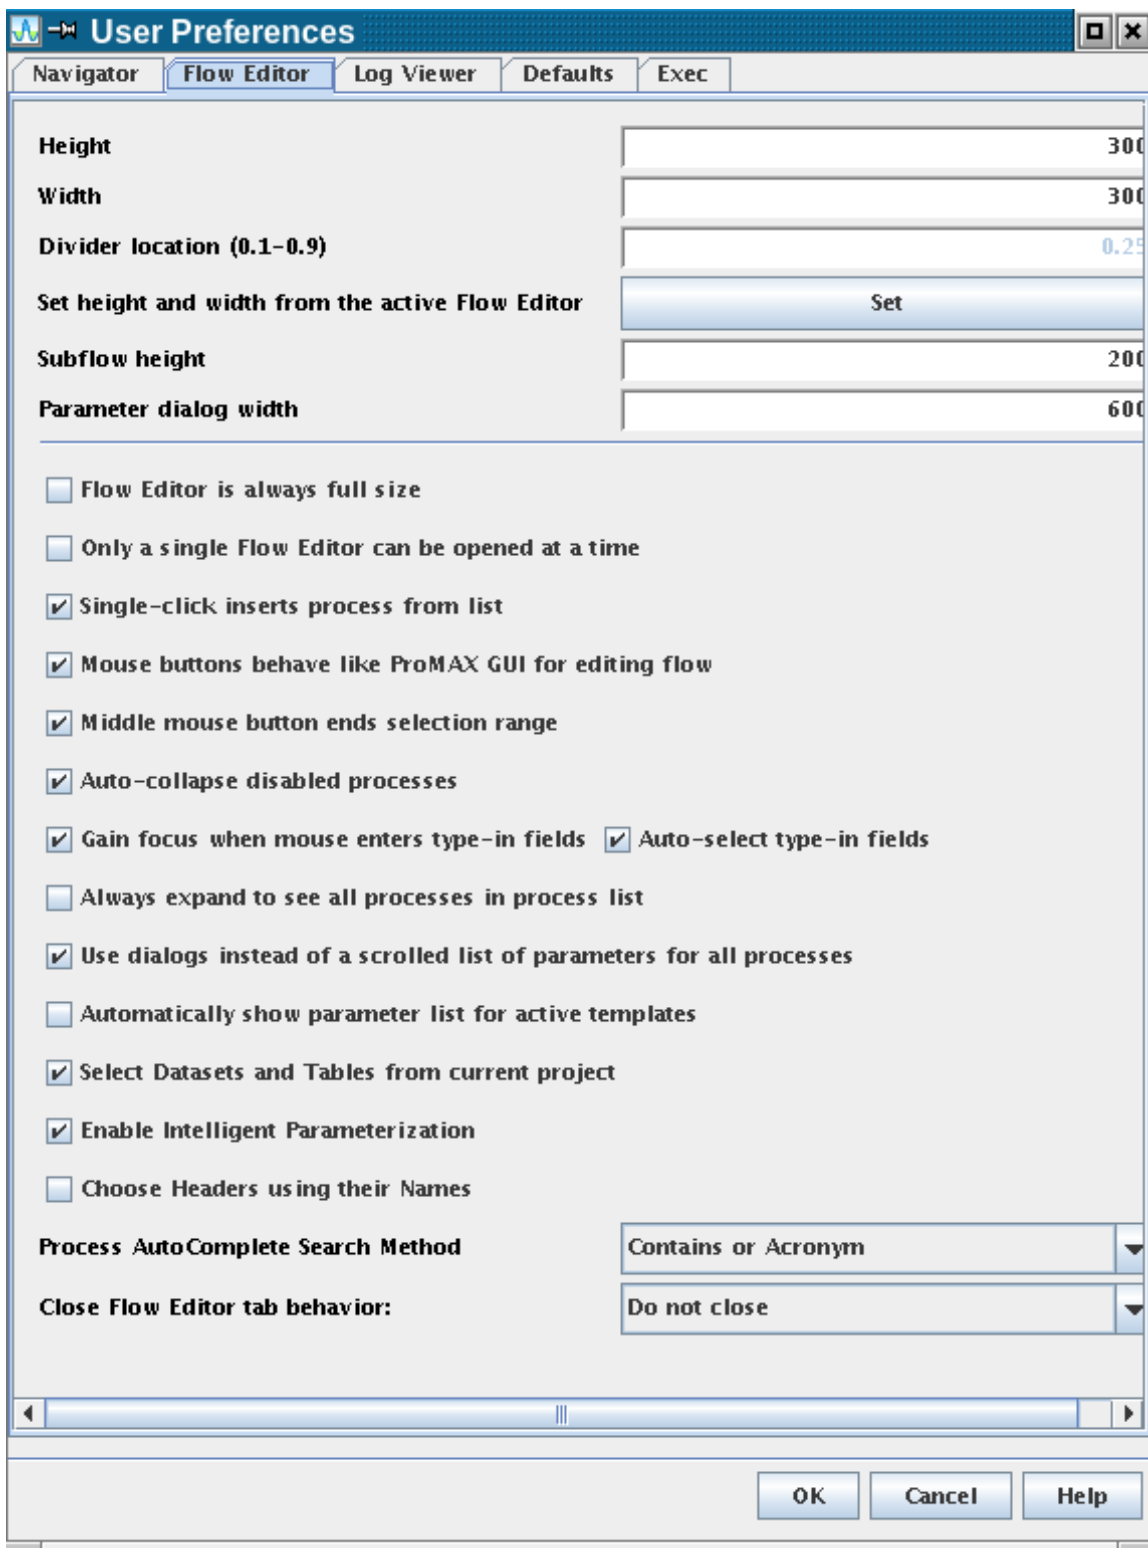 User Preferences
Navigator Flow Editor Log Viewer Defaults Exec
Height 300
Width 300
Divider location (0.1-0.9) 0.25
Set height and width from the active Flow Editor Set
Subflow height 200
Parameter dialog width 600
Flow Editor is always full size
Only a single Flow Editor can be opened at a time
Single-click inserts process from list
Mouse buttons behave like ProMAX GUI for editing flow
Middle mouse button ends selection range
Auto-collapse disabled processes
Gain focus when mouse enters type-in fields Auto-select type-in fields
Always expand to see all processes in process list
Use dialogs instead of a scrolled list of parameters for all processes
Automatically show parameter list for active templates
Select Datasets and Tables from current project
Enable Intelligent Parameterization
Choose Headers using their Names
Process AutoComplete Search Method Contains or Acronym
Close Flow Editor tab behavior: Do not close
OK Cancel Help